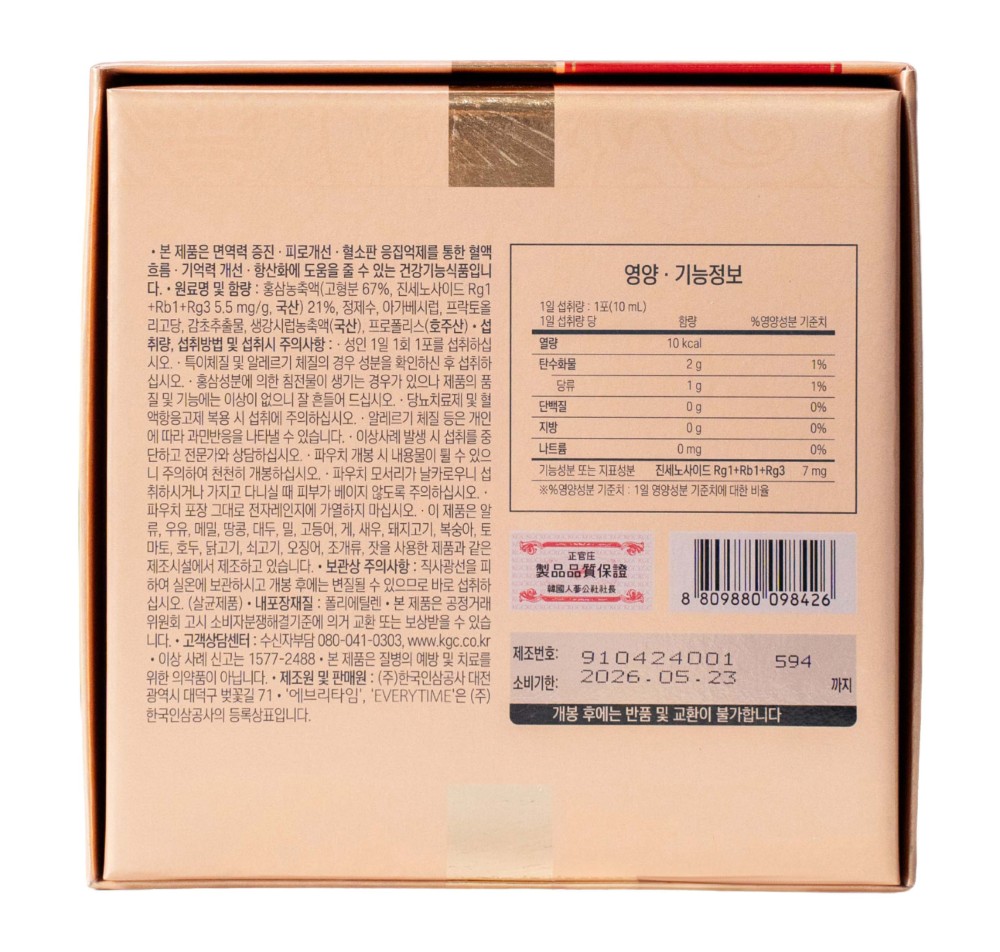 • 본 제품은 면역력 증진 · 피로개선 · 혈소판 응집억제를 통한 혈액
흐름 · 기억력 개선 · 항산화에 도움을 줄 수 있는 건강기능식품입니
다. • 원료명 및 함량 : 홍삼농축액(고형분 67%, 진세노사이드 Rg1
+Rb1+Rg3 5.5 mg/g, 국산) 21%, 정제수, 아가베시럽, 프락토올
리고당, 감초추출물, 생강시럽농축액(국산), 프로폴리스(호주산) • 섭
취량, 섭취방법 및 섭취시 주의사항 : · 성인 1일 1회 1포를 섭취하십
시오. · 특이체질 및 알레르기 체질의 경우 성분을 확인하신 후 섭취하
십시오. · 홍삼성분에 의한 침전물이 생기는 경우가 있으나 제품의 품
질 및 기능에는 이상이 없으니 잘 흔들어 드십시오. · 당뇨치료제 및 혈
액항응고제 복용 시 섭취에 주의하십시오. · 알레르기 체질 등은 개인
에 따라 과민반응을 나타낼 수 있습니다. · 이상사례 발생 시 섭취를 중
단하고 전문가와 상담하십시오. · 파우치 개봉 시 내용물이 튈 수 있으
니 주의하여 천천히 개봉하십시오. · 파우치 모서리가 날카로우니 섭
취하시거나 가지고 다니실 때 피부가 베이지 않도록 주의하십시오. ·
파우치 포장 그대로 전자레인지에 가열하지 마십시오. · 이 제품은 알
류, 우유, 메밀, 땅콩, 대두, 밀, 고등어, 게, 새우, 돼지고기, 복숭아, 토
마토, 호두, 닭고기, 쇠고기, 오징어, 조개류, 잣을 사용한 제품과 같은
제조시설에서 제조하고 있습니다. • 보관상 주의사항 : 직사광선을 피
하여 실온에 보관하시고 개봉 후에는 변질될 수 있으므로 바로 섭취하
십시오. (살균제품) • 내포장재질 : 폴리에틸렌 • 본 제품은 공정거래
위원회 고시 소비자분쟁해결기준에 의거 교환 또는 보상받을 수 있습
니다. • 고객상담센터 : 수신자부담 080-041-0303, www.kgc.co.kr
• 이상 사례 신고는 1577-2488 • 본 제품은 질병의 예방 및 치료를
위한 의약품이 아닙니다. • 제조원 및 판매원 : (주)한국인삼공사 대전
광역시 대덕구 벚꽃길 71 • '에브리타임', 'EVERYTIME'은 (주)
한국인삼공사의 등록상표입니다.
영양 · 기능정보
1일 섭취량 : 1포(10 mL)
1일 섭취량 당 함량 %영양성분 기준치
열량 10 kcal
탄수화물 2 g 1%
당류 1 g 1%
단백질 0 g 0%
지방 0 g 0%
나트륨 0 mg 0%
기능성분 또는 지표성분 진세노사이드 Rg1+Rb1+Rg3 7 mg
※%영양성분 기준치 : 1일 영양성분 기준치에 대한 비율
正官庄
製品品質保證
韓國人蔘公社社長
8 809880 098426
제조번호: 910424001 594
소비기한: 2026.05.23 까지
개봉 후에는 반품 및 교환이 불가합니다